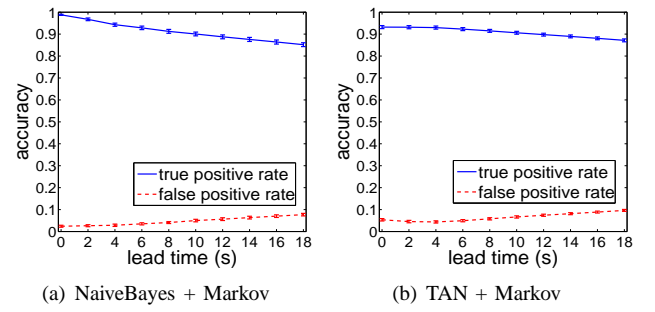 1
0.9
0.8
0.7
0.6
0.5
0.4
0.3
0.2
0.1
0
accuracy
true positive rate
false positive rate
0 2 4 6 8 10 12 14 16 18
lead time (s)
(a) NaiveBayes + Markov
1
0.9
0.8
0.7
0.6
0.5
0.4
0.3
0.2
0.1
0
accuracy
true positive rate
false positive rate
0 2 4 6 8 10 12 14 16 18
lead time (s)
(b) TAN + Markov